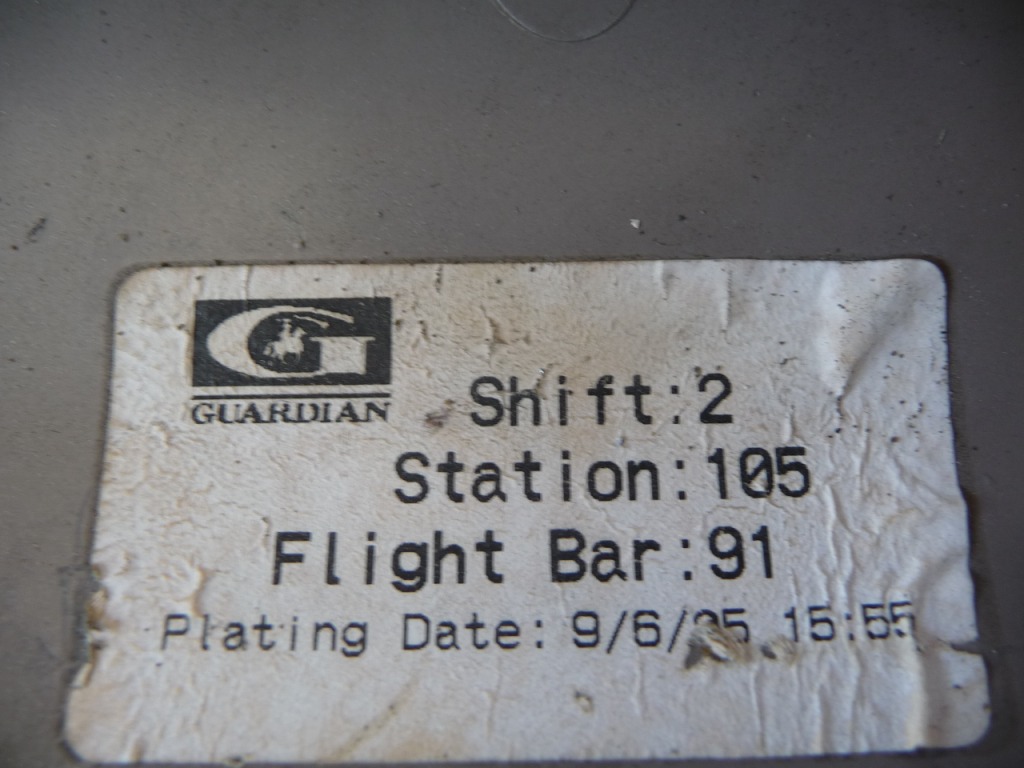 GUARDIAN
Shift:2
Station:105
Flight Bar:91
Plating Date: 15:55